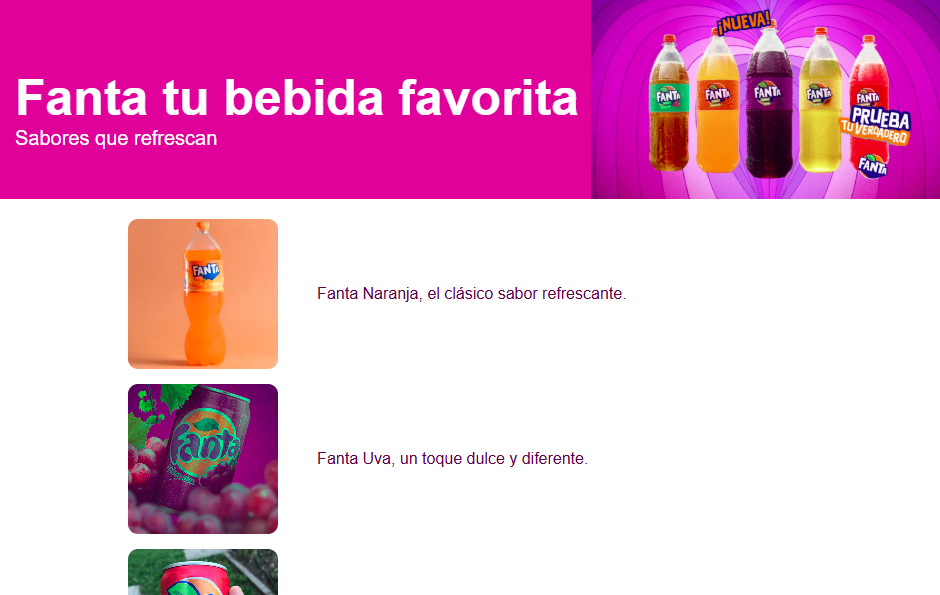 Fanta tu bebida favorita
Sabores que refrescan
¡NUEVA!
FANTA
FANTA
FANTA
FANTA
FANTA
PRUEBA
TU VERDADERO
FANTA
FANTA
Fanta Naranja, el clásico sabor refrescante.
Fanta
Fanta Uva, un toque dulce y diferente.